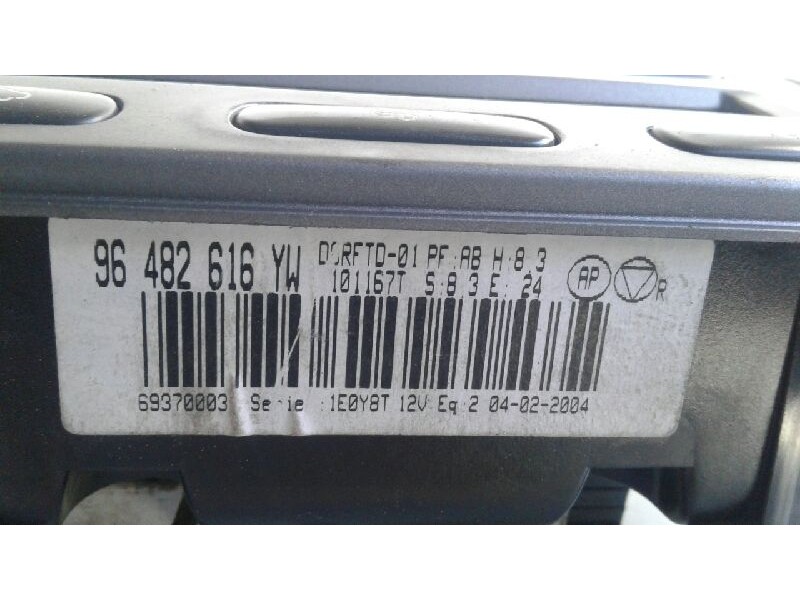 96 482 616 YW
PF:AB H:8.3
101167T S:8.3 E: 24
AP
R
69370003 Serie :1E0Y8T 12V Eq:2 04-02-2004